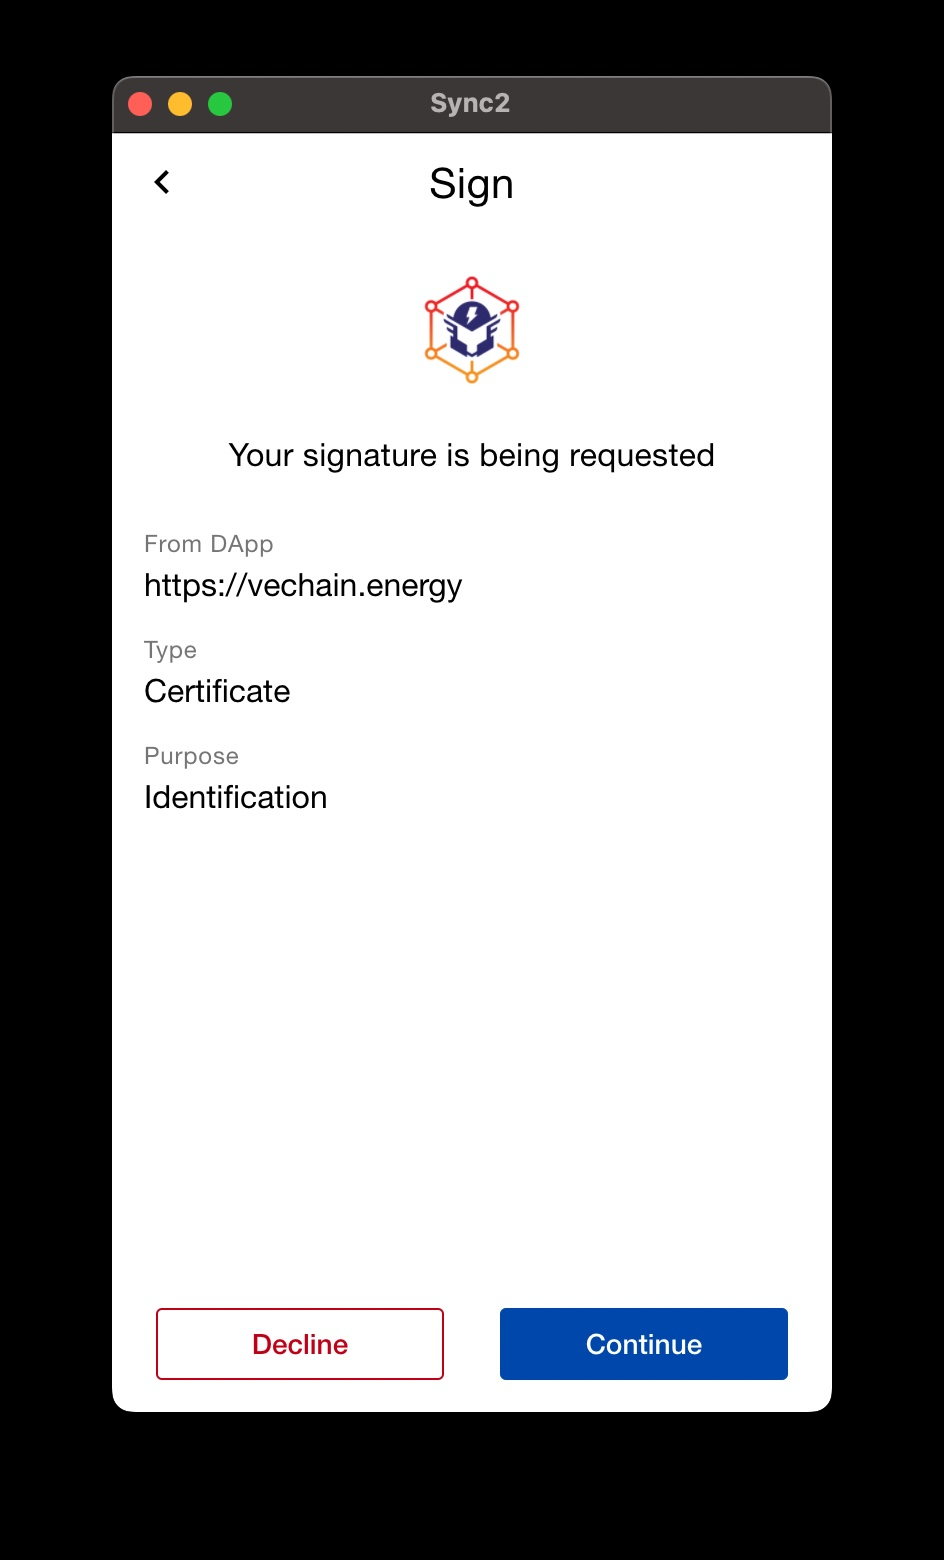 Sync2
Sign
Your signature is being requested
From DApp
https://vechain.energy
Type
Certificate
Purpose
Identification
Decline
Continue